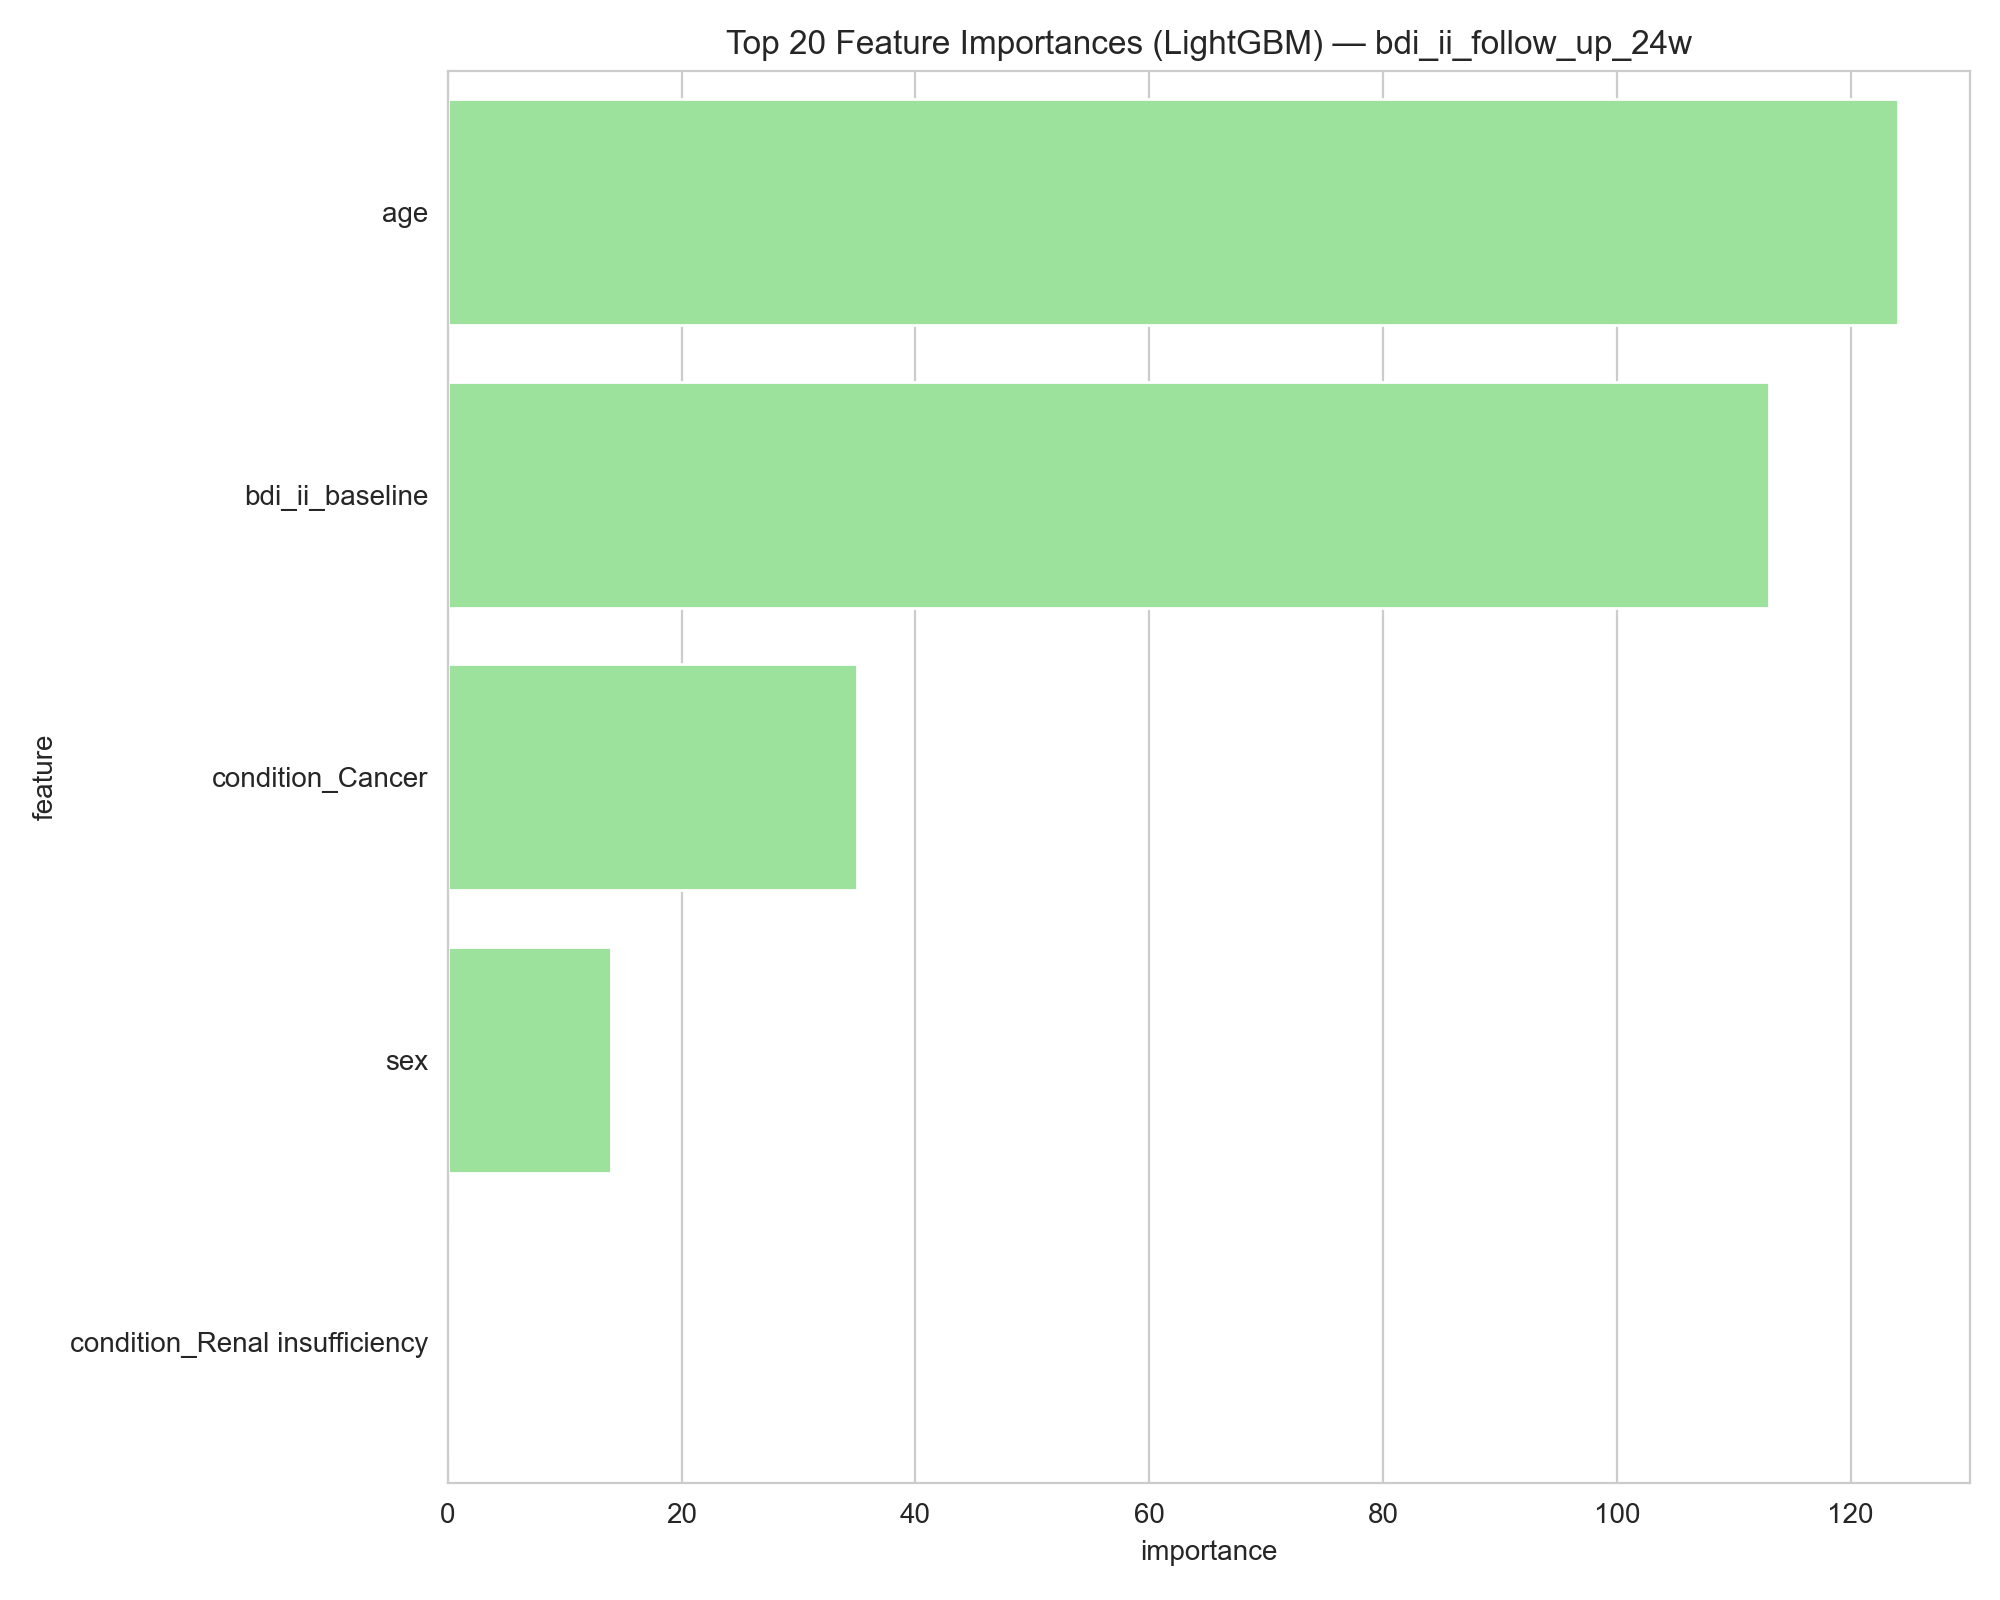 Top 20 Feature Importances (LightGBM) — bdi_ii_follow_up_24w
age
bdi_ii_baseline
condition_Cancer
sex
condition_Renal insufficiency
feature
0 20 40 60 80 100 120
importance